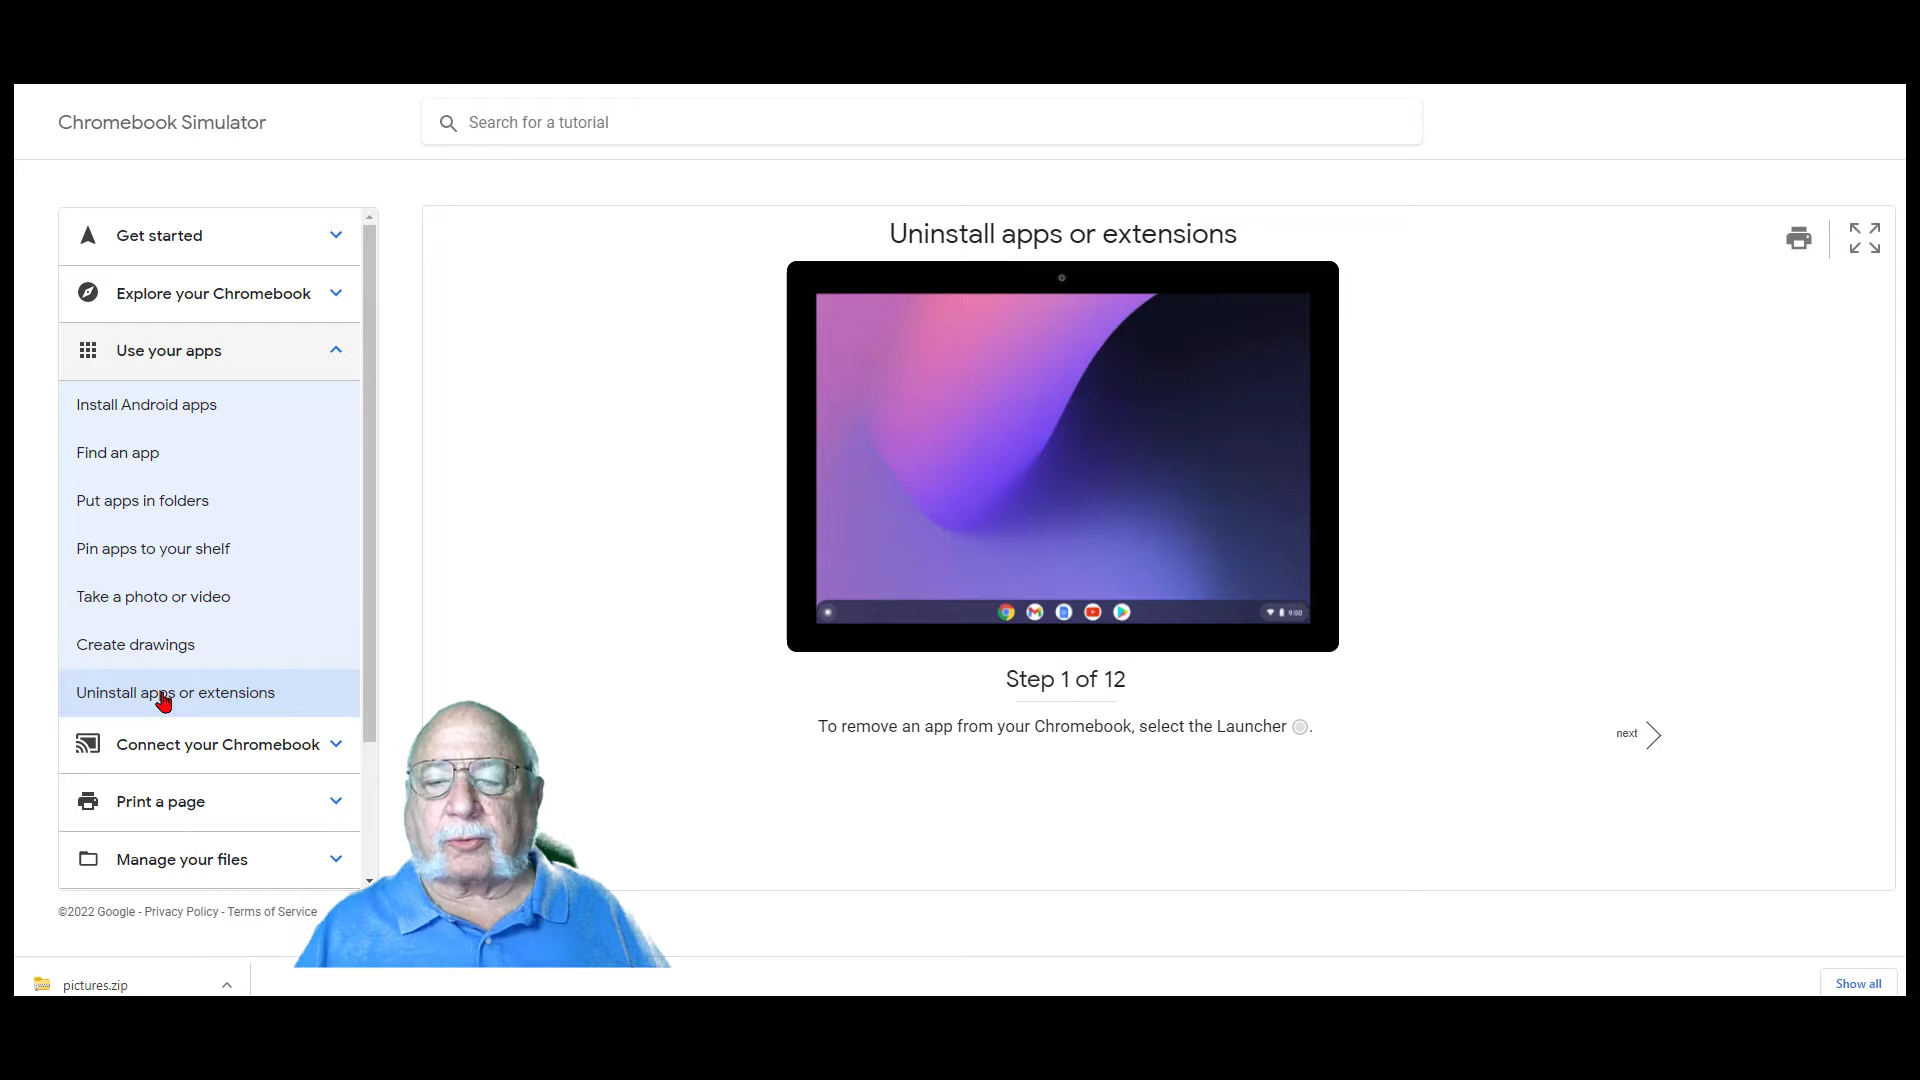 Chromebook Simulator
Search for a tutorial
Get started
Explore your Chromebook
Use your apps
Install Android apps
Find an app
Put apps in folders
Pin apps to your shelf
Take a photo or video
Create drawings
Uninstall apps or extensions
Connect your Chromebook
Print a page
Manage your files
©2022 Google - Privacy Policy - Terms of Service
Uninstall apps or extensions
9:00
Step 1 of 12
To remove an app from your Chromebook, select the Launcher .
next
pictures.zip
Show all